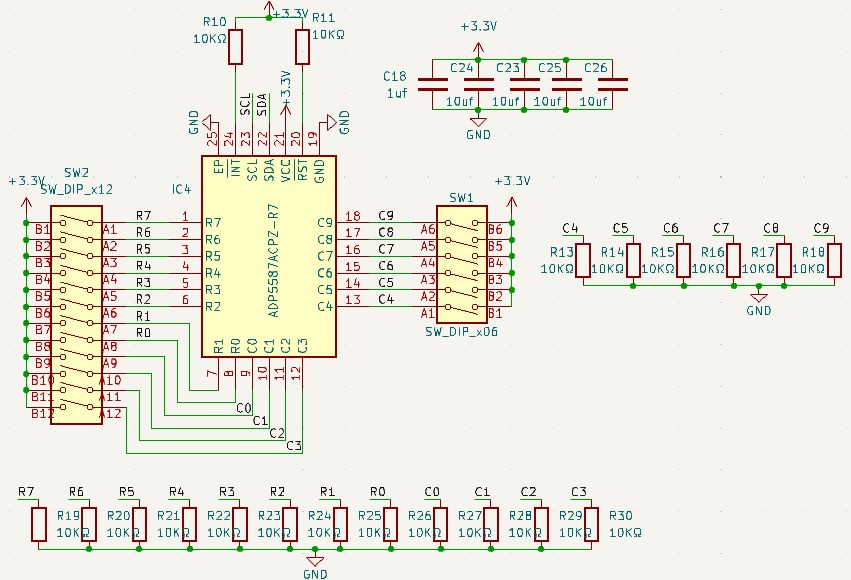 +3.3V
R10
10KΩ
R11
10KΩ
+3.3V
SCL
SDA
+3.3V
GND
GND
25
24
23
22
21
20
19
EP
INT
SCL
SDA
VCC
RST
GND
C18
1uf
C24
10uf
C23
10uf
C25
10uf
C26
10uf
GND
SW2
+3.3V
SW_DIP_x12
IC4
ADP5587ACPZ-R7
SW1
+3.3V
B1 A1 R7 1 R7
B2 A2 R6 2 R6
B3 A3 R5 3 R5
B4 A4 R4 4 R4
B5 A5 R3 5 R3
B6 A6 R2 6 R2
B7 A7 R1
B8 A8 R0
B9 A9
B10 A10
B11 A11
B12 A12
C9 18 C9 A6 B6
C8 17 C8 A5 B5
C7 16 C7 A4 B4
C6 15 C6 A3 B3
C5 14 C5 A2 B2
C4 13 C4 A1 B1
SW_DIP_x06
R1 R0 C0 C1 C2 C3
7 8 9 10 11 12
C0
C1
C2
C3
C4 C5 C6 C7 C8 C9
R13 R14 R15 R16 R17 R18
10KΩ 10KΩ 10KΩ 10KΩ 10KΩ 10KΩ
GND
R7 R6 R5 R4 R3 R2 R1 R0 C0 C1 C2 C3
R19 R20 R21 R22 R23 R24 R25 R26 R27 R28 R29 R30
10KΩ 10KΩ 10KΩ 10KΩ 10KΩ 10KΩ 10KΩ 10KΩ 10KΩ 10KΩ 10KΩ 10KΩ
GND